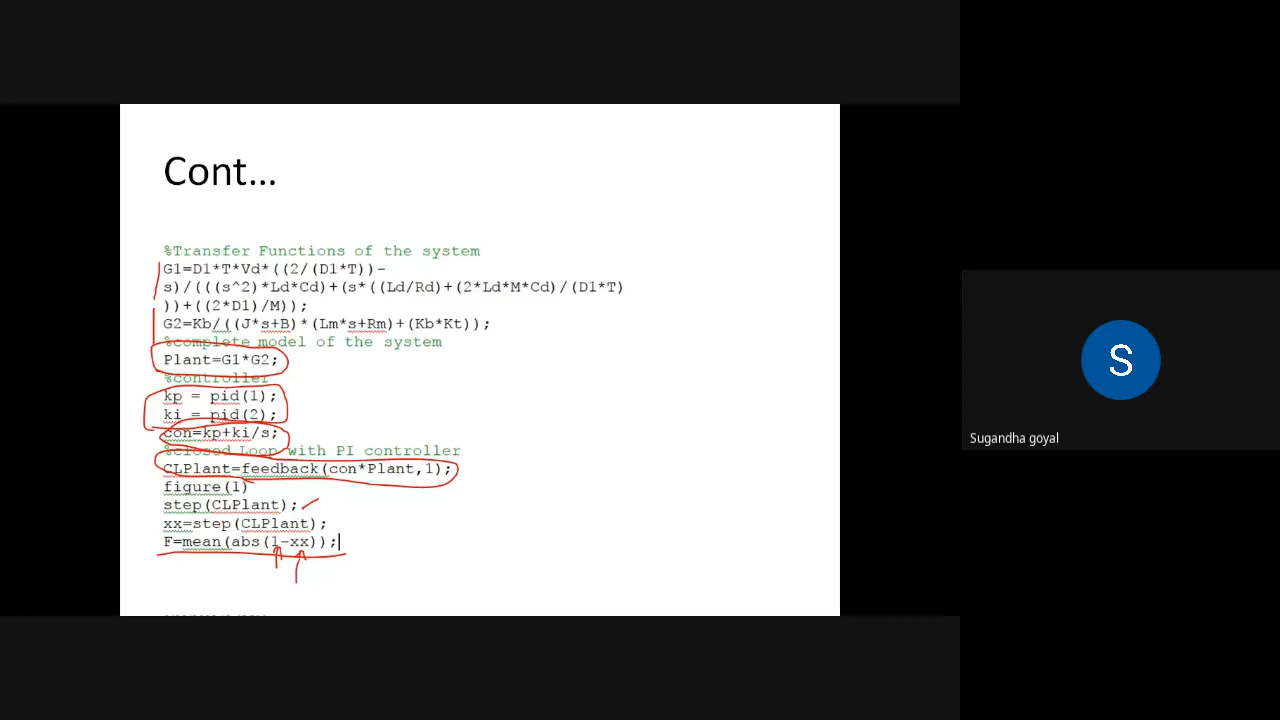 Cont...
%Transfer Functions of the system
G1=D1*T*Vd*((2/(D1*T))-
s)/(((s^2)*Ld*Cd)+(s*((Ld/Rd)+(2*Ld*M*Cd)/(D1*T)
))+((2*D1)/M));
G2=Kb/((J*s+B)*(Lm*s+Rm)+(Kb*Kt));
%complete model of the system
Plant=G1*G2;
%controller
kp = pid(1);
ki = pid(2);
con=kp+ki/s;
%closed Loop with PI controller
CLPlant=feedback(con*Plant,1);
figure(1)
step(CLPlant);
xx=step(CLPlant);
F=mean(abs(1-xx));
S
Sugandha goyal